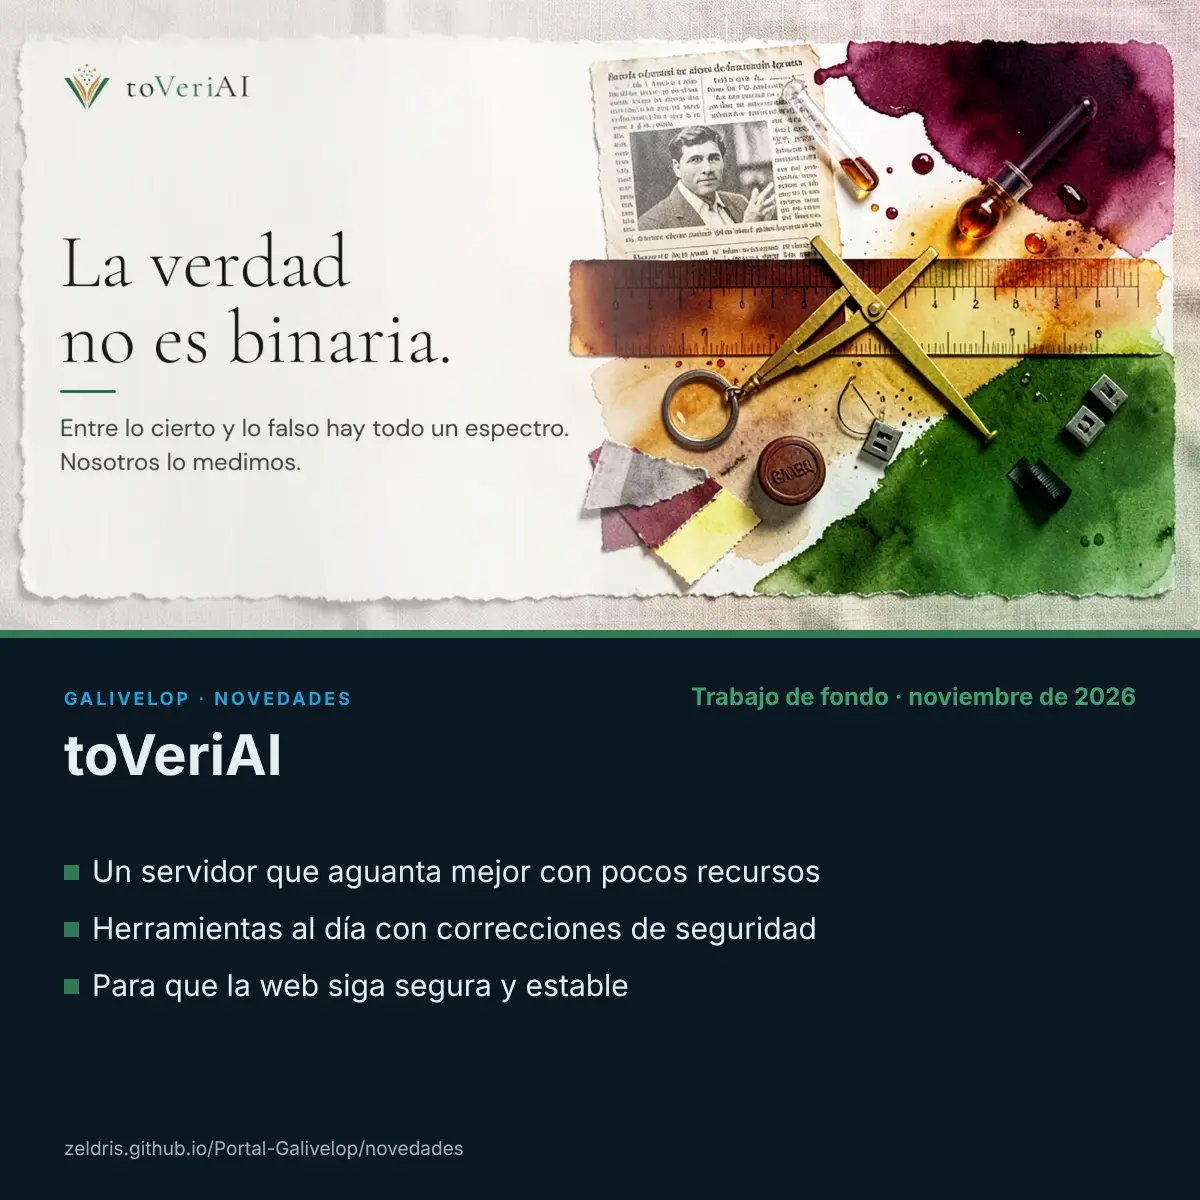 toVeriAI
La verdad
no es binaria.
Entre lo cierto y lo falso hay todo un espectro.
Nosotros lo medimos.
GALIVELOP · NOVEDADES
Trabajo de fondo · noviembre de 2026
toVeriAI
Un servidor que aguanta mejor con pocos recursos
Herramientas al día con correcciones de seguridad
Para que la web siga segura y estable
zeldris.github.io/Portal-Galivelop/novedades